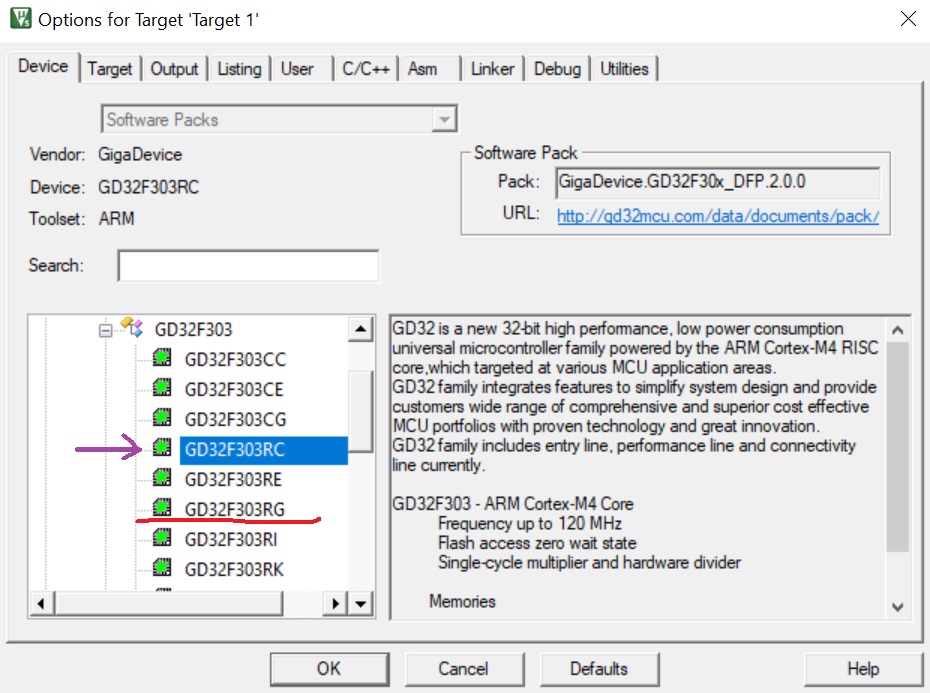 Options for Target 'Target 1'
Device Target Output Listing User C/C++ Asm Linker Debug Utilities
Software Packs
Vendor: GigaDevice
Device: GD32F303RC
Toolset: ARM
Search:
Software Pack
Pack: GigaDevice.GD32F30x_DFP.2.0.0
URL: http://gd32mcu.com/data/documents/pack/
GD32F303
GD32F303CC
GD32F303CE
GD32F303CG
GD32F303RC
GD32F303RE
GD32F303RG
GD32F303RI
GD32F303RK
GD32 is a new 32-bit high performance, low power consumption
universal microcontroller family powered by the ARM Cortex-M4 RISC
core,which targeted at various MCU application areas.
GD32 family integrates features to simplify system design and provide
customers wide range of comprehensive and superior cost effective
MCU portfolios with proven technology and great innovation.
GD32 family includes entry line, performance line and connectivity
line currently.
GD32F303 - ARM Cortex-M4 Core
Frequency up to 120 MHz
Flash access zero wait state
Single-cycle multiplier and hardware divider
Memories
OK Cancel Defaults Help